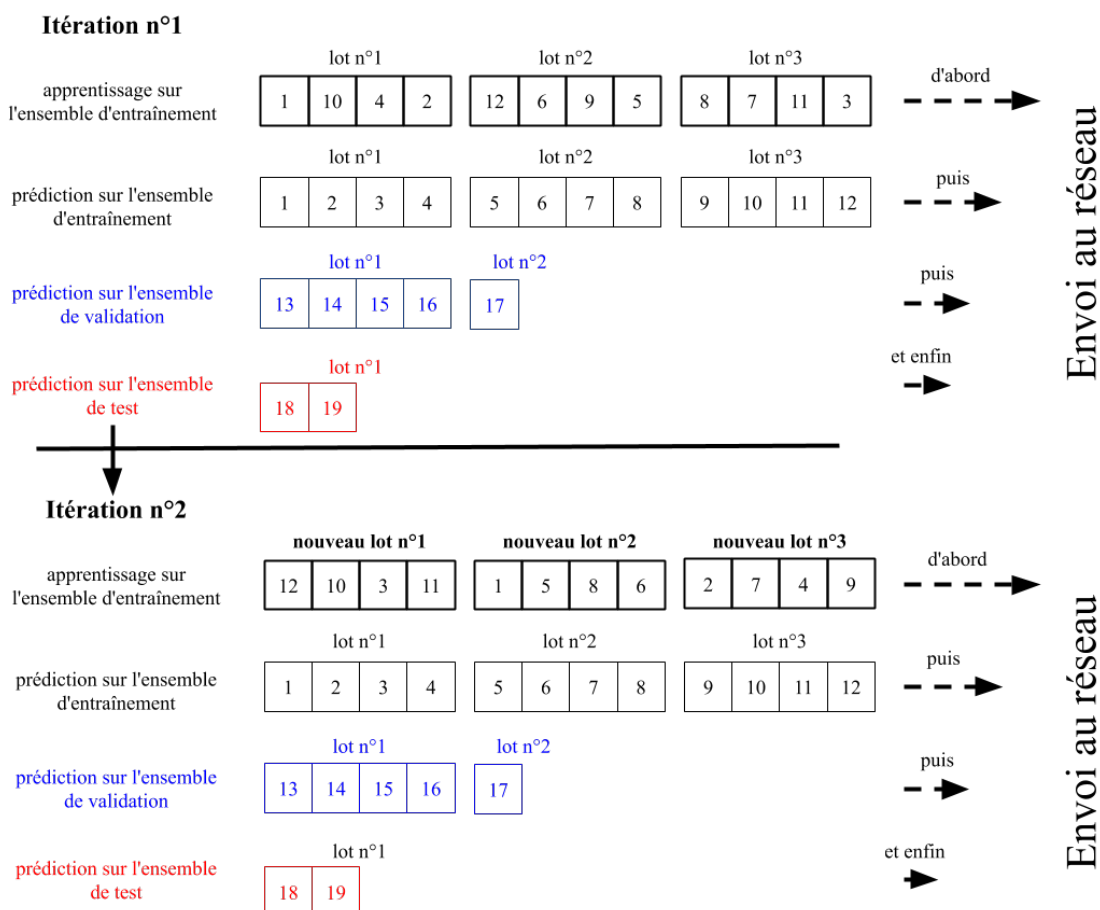 Itération n°1
lot n°1 lot n°2 lot n°3
apprentissage sur
l'ensemble d'entraînement
1 10 4 2 12 6 9 5 8 7 11 3
d'abord
lot n°1 lot n°2 lot n°3
prédiction sur l'ensemble
d'entraînement
1 2 3 4 5 6 7 8 9 10 11 12
puis
lot n°1 lot n°2
prédiction sur l'ensemble
de validation
13 14 15 16 17
puis
lot n°1
prédiction sur l'ensemble
de test
18 19
et enfin
Envoi au réseau
Itération n°2
nouveau lot n°1 nouveau lot n°2 nouveau lot n°3
apprentissage sur
l'ensemble d'entraînement
12 10 3 11 1 5 8 6 2 7 4 9
d'abord
lot n°1 lot n°2 lot n°3
prédiction sur l'ensemble
d'entraînement
1 2 3 4 5 6 7 8 9 10 11 12
puis
lot n°1 lot n°2
prédiction sur l'ensemble
de validation
13 14 15 16 17
puis
lot n°1
prédiction sur l'ensemble
de test
18 19
et enfin
Envoi au réseau